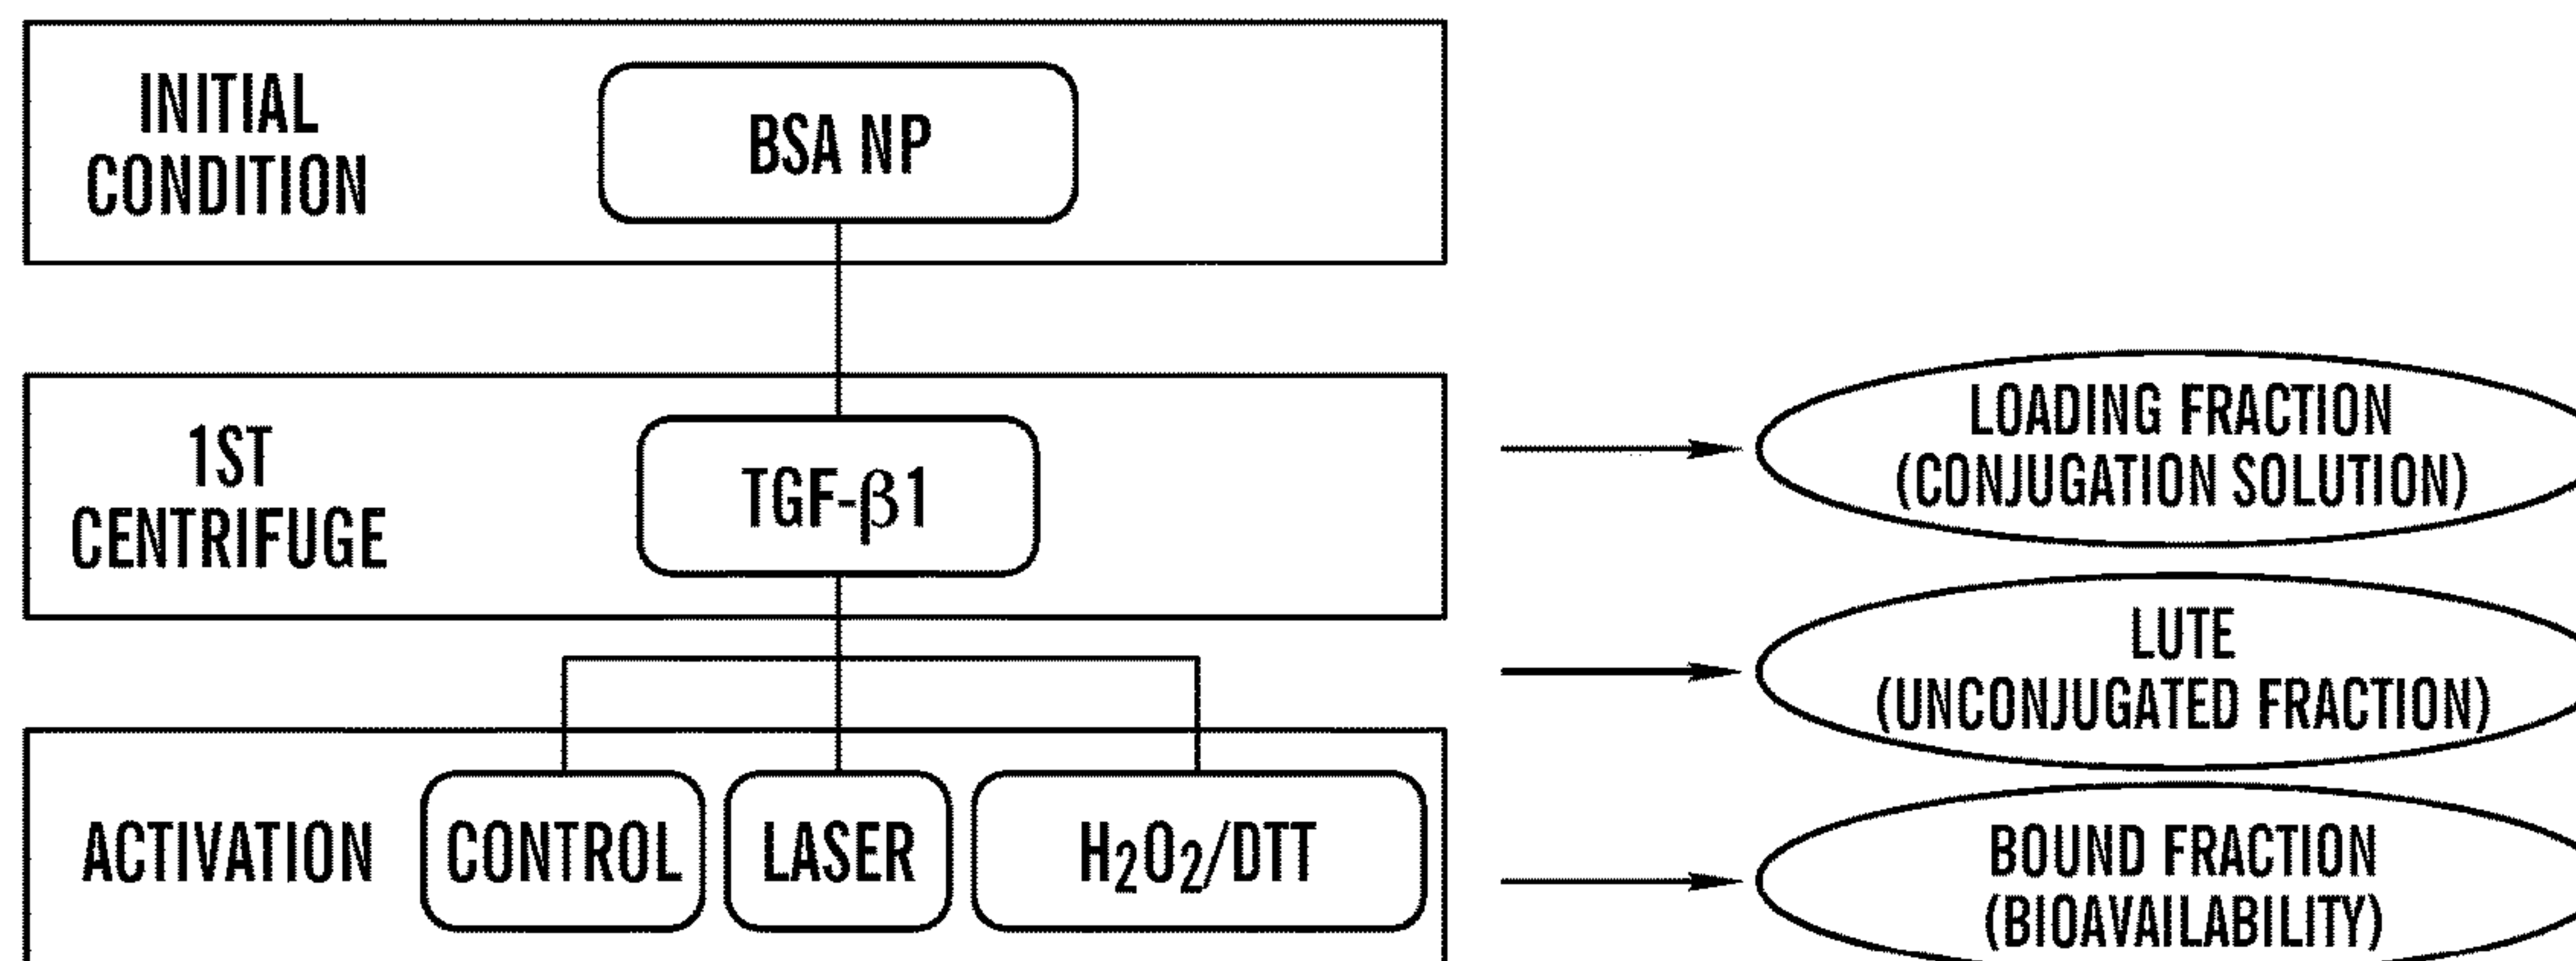 INITIAL
CONDITION
BSA NP
1ST
CENTRIFUGE
TGF-β1
LOADING FRACTION
(CONJUGATION SOLUTION)
LUTE
(UNCONJUGATED FRACTION)
ACTIVATION
CONTROL
LASER
H₂O₂/DTT
BOUND FRACTION
(BIOAVAILABILITY)